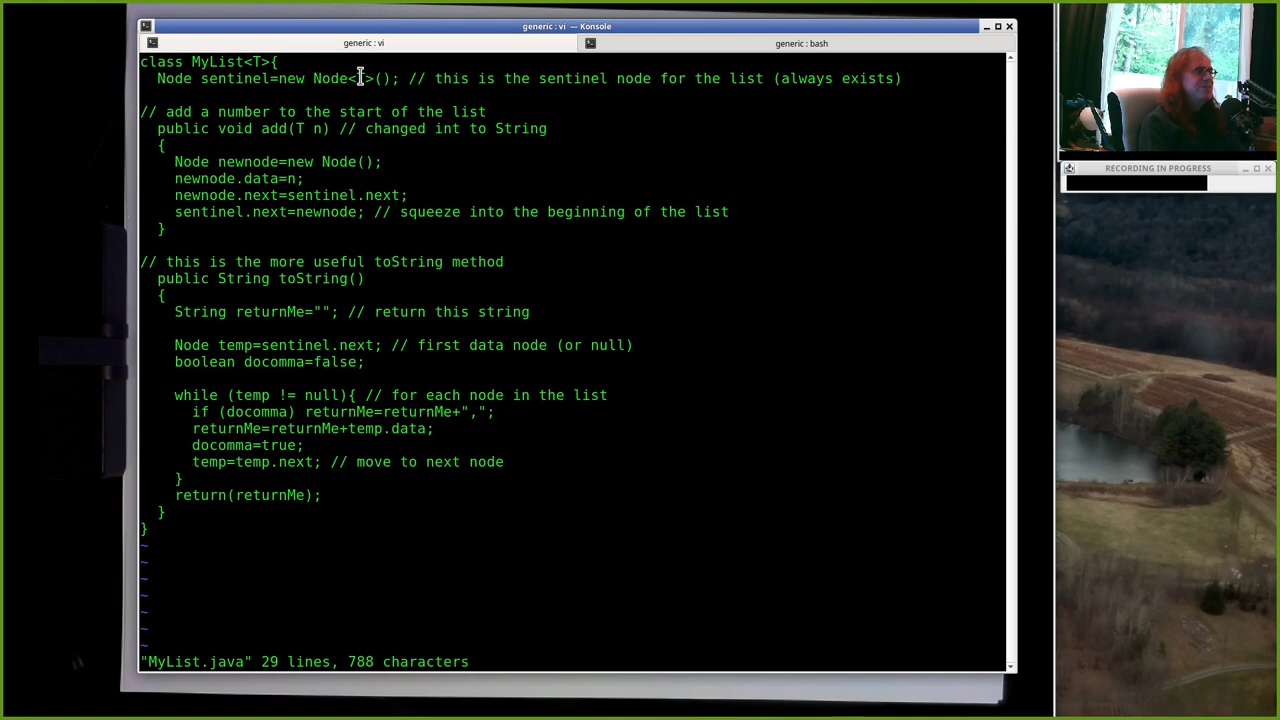 generic : vi — Konsole
generic : vi
generic : bash
class MyList<T>{
  Node sentinel=new Node< >(); // this is the sentinel node for the list (always exists)
// add a number to the start of the list
  public void add(T n) // changed int to String
  {
    Node newnode=new Node();
    newnode.data=n;
    newnode.next=sentinel.next;
    sentinel.next=newnode; // squeeze into the beginning of the list
  }
// this is the more useful toString method
  public String toString()
  {
    String returnMe=""; // return this string
    Node temp=sentinel.next; // first data node (or null)
    boolean docomma=false;
    while (temp != null){ // for each node in the list
      if (docomma) returnMe=returnMe+",";
      returnMe=returnMe+temp.data;
      docomma=true;
      temp=temp.next; // move to next node
    }
    return(returnMe);
  }
}
~
~
~
~
~
~
~
"MyList.java" 29 lines, 788 characters
RECORDING IN PROGRESS